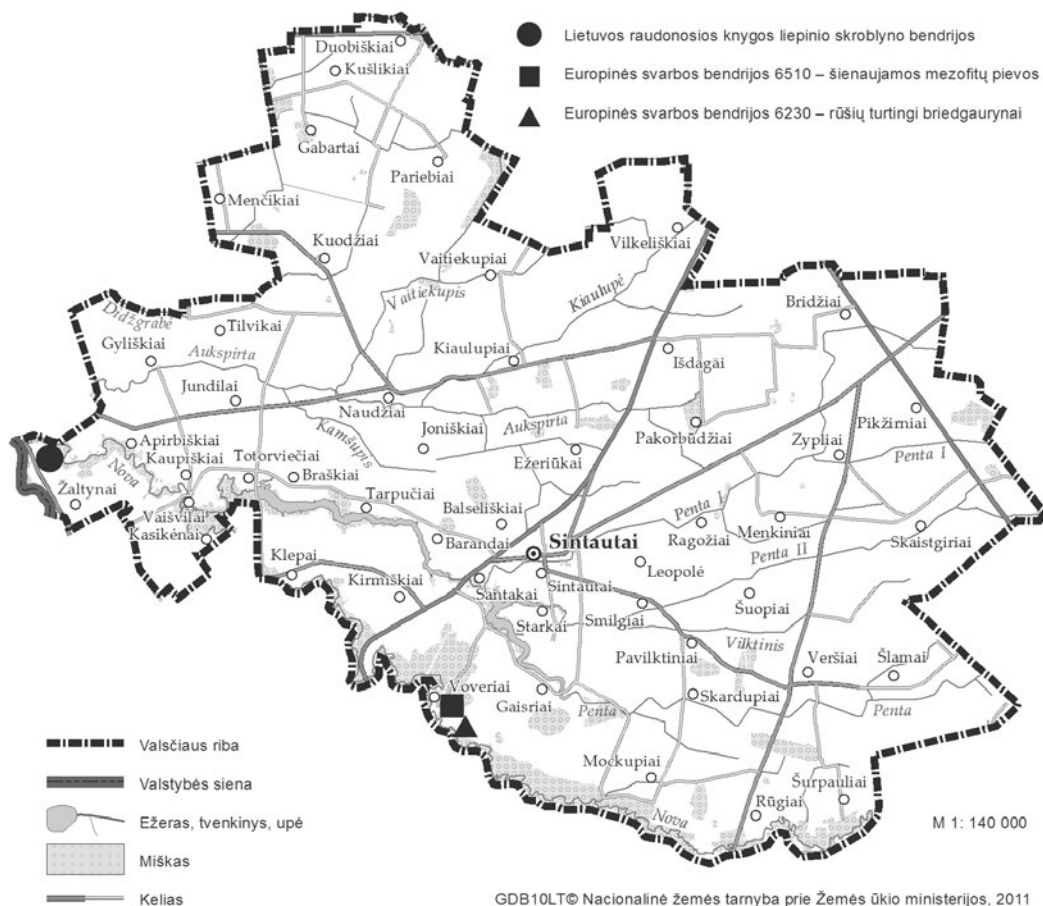 Lietuvos raudonosios knygos liepinio skroblyno bendrijos
Europinės svarbos bendrijos 6510 – šienaujamos mezofitų pievos
Europinės svarbos bendrijos 6230 – rūšių turtingi briedgaurynai
Duobiškiai
Kušlikiai
Gabartai
Pariebiai
Menčikiai
Kuodžiai
Vilkeliškiai
Vaitiekupiai
Vaitiekupis
Kiaulupė
Bridžiai
Didžgrabė
Tilvikai
Gyliškiai
Aukspirta
Kiaulupiai
Išdagai
Jundilai
Naudžiai
Joniškiai
Aukspirta
Pakorbūdžiai
Pikžirniai
Kamšupis
Zypliai
Penta I
Apirbiškiai
Kaupiškiai
Totorviečiai
Braškiai
Ežeriūkai
Nova
Žaltynai
Tarpučiai
Balseliškiai
Penta I
Menkiniai
Ragožiai
Skaistgiriai
Vaišvilai
Kasikėnai
Barandai
Sintautai
Penta II
Klepai
Leopolė
Kirmiškiai
Santakai
Sintautai
Šuopiai
Starkai
Smilgiai
Vilktinis
Pavilktiniai
Veršiai
Šlamai
Voveriai
Gaisriai
Skardupiai
Penta
Penta
Mockupiai
Šurpauliai
Rūgiai
Nova
Valsčiaus riba
Valstybės siena
Ežeras, tvenkinys, upė
Miškas
Kelias
M 1: 140 000
GDB10LT© Nacionalinė žemės tarnyba prie Žemės ūkio ministerijos, 2011